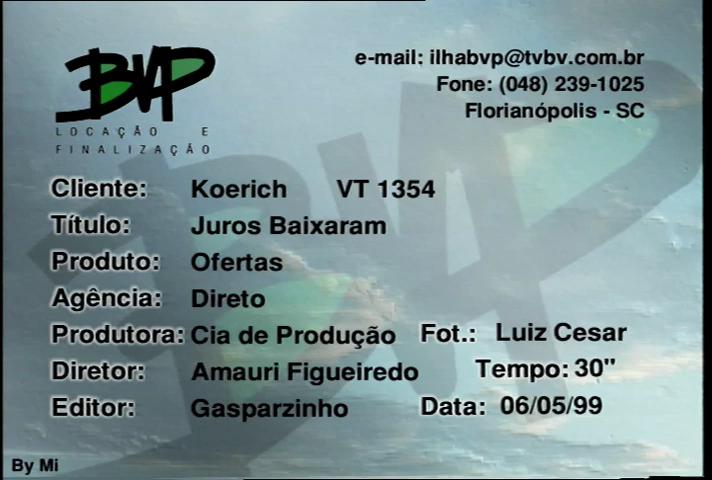 BVP
LOCAÇÃO E
FINALIZAÇÃO
e-mail: ilhabvp@tvbv.com.br
Fone: (048) 239-1025
Florianópolis - SC
Cliente: Koerich VT 1354
Título: Juros Baixaram
Produto: Ofertas
Agência: Direto
Produtora: Cia de Produção Fot.: Luiz Cesar
Diretor: Amauri Figueiredo Tempo: 30"
Editor: Gasparzinho Data: 06/05/99
By Mi